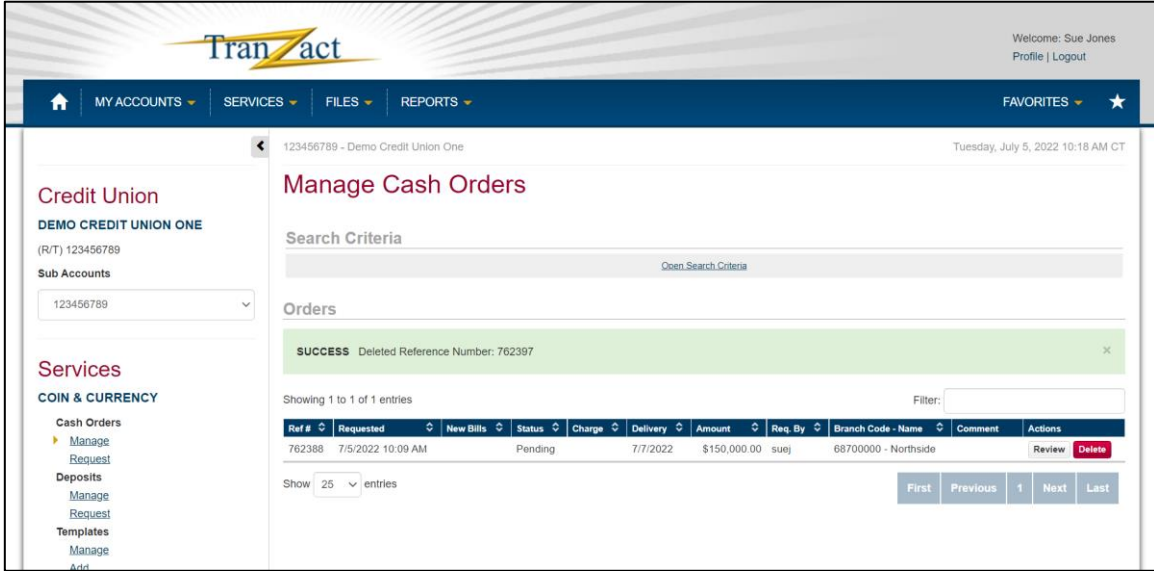 TranZact
Welcome: Sue Jones
Profile | Logout
MY ACCOUNTS
SERVICES
FILES
REPORTS
FAVORITES
123456789 - Demo Credit Union One
Tuesday, July 5, 2022 10:18 AM CT
Credit Union
DEMO CREDIT UNION ONE
(R/T) 123456789
Sub Accounts
123456789
Services
COIN & CURRENCY
Cash Orders
Manage
Request
Deposits
Manage
Request
Templates
Manage
Add
Manage Cash Orders
Search Criteria
Open Search Criteria
Orders
SUCCESS Deleted Reference Number: 762397 ×
Showing 1 to 1 of 1 entries Filter:
Ref # Requested New Bills Status Charge Delivery Amount Req. By Branch Code - Name Comment Actions
762388 7/5/2022 10:09 AM Pending 7/7/2022 $150,000.00 suej 68700000 - Northside Review Delete
Show 25 entries First Previous 1 Next Last